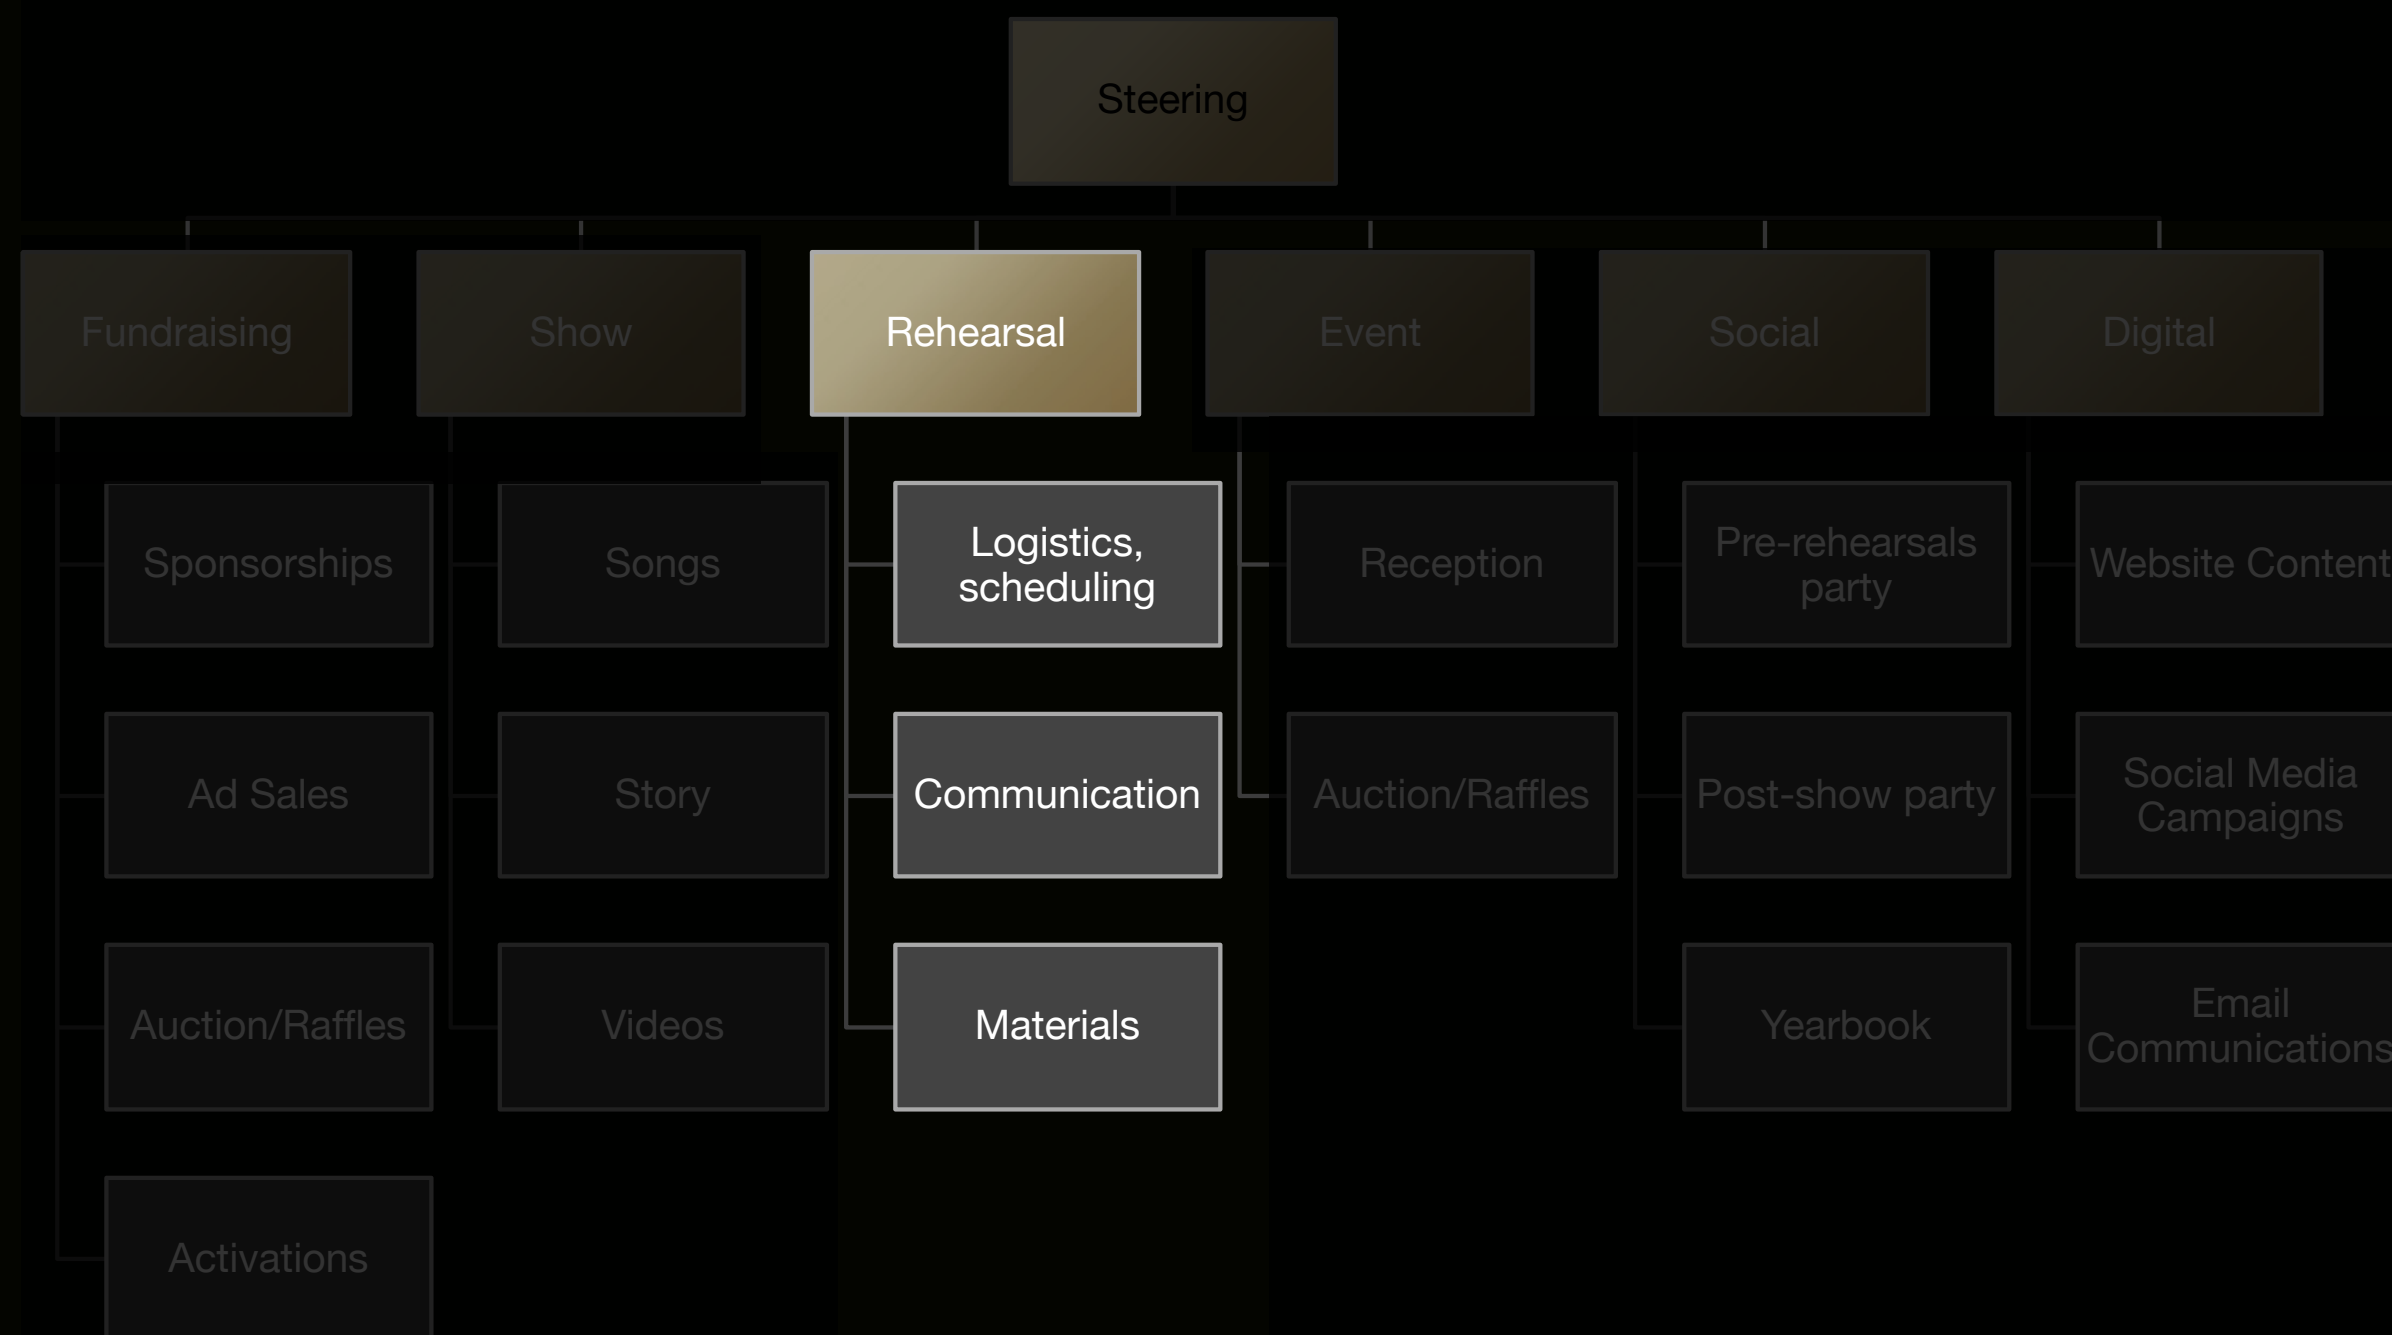 Steering
Fundraising
Show
Rehearsal
Event
Social
Digital
Sponsorships
Songs
Logistics,
scheduling
Reception
Pre-rehearsals
party
Website Content
Ad Sales
Story
Communication
Auction/Raffles
Post-show party
Social Media
Campaigns
Auction/Raffles
Videos
Materials
Yearbook
Email
Communications
Activations